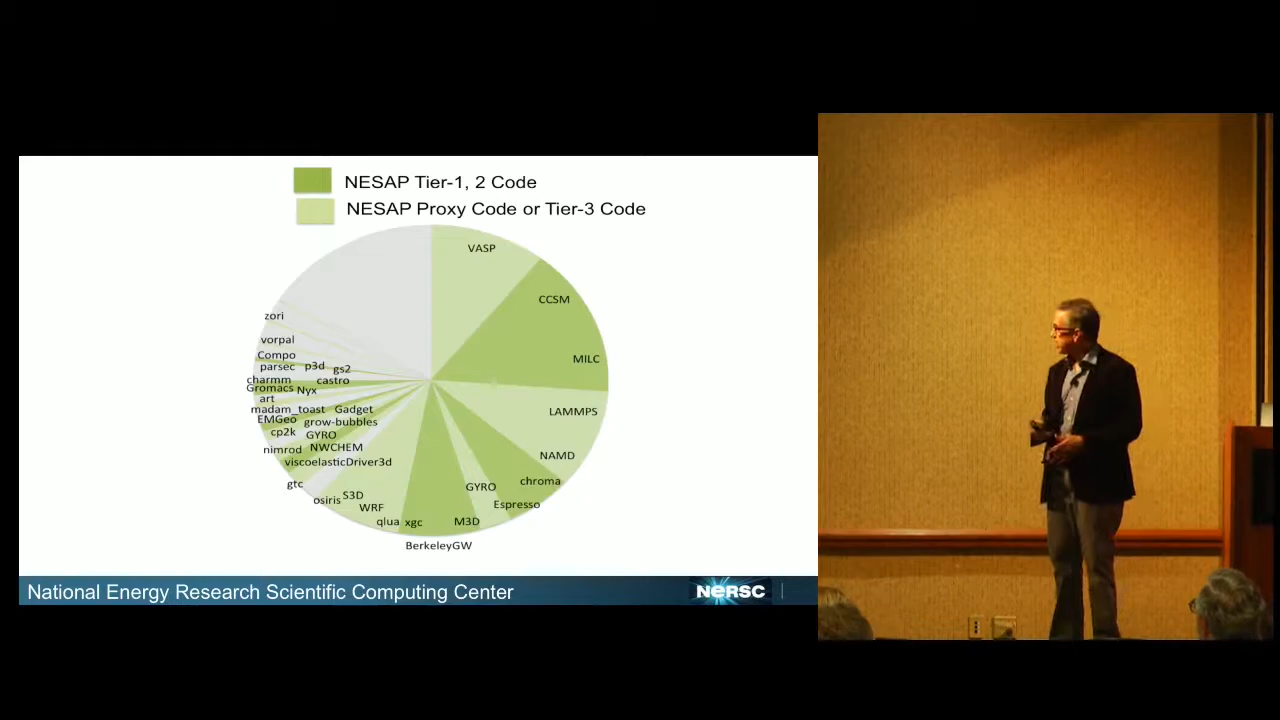 NESAP Tier-1, 2 Code
NESAP Proxy Code or Tier-3 Code
VASP
CCSM
MILC
LAMMPS
NAMD
chroma
Espresso
GYRO
M3D
BerkeleyGW
xgc
qlua
WRF
S3D
osiris
gtc
viscoelasticDriver3d
NWCHEM
nimrod
GYRO
cp2k
grow-bubbles
EMGeo
Gadget
madam_toast
art
Nyx
Gromacs
castro
charmm
gs2
p3d
parsec
Compo
vorpal
zori
National Energy Research Scientific Computing Center
NeRSC